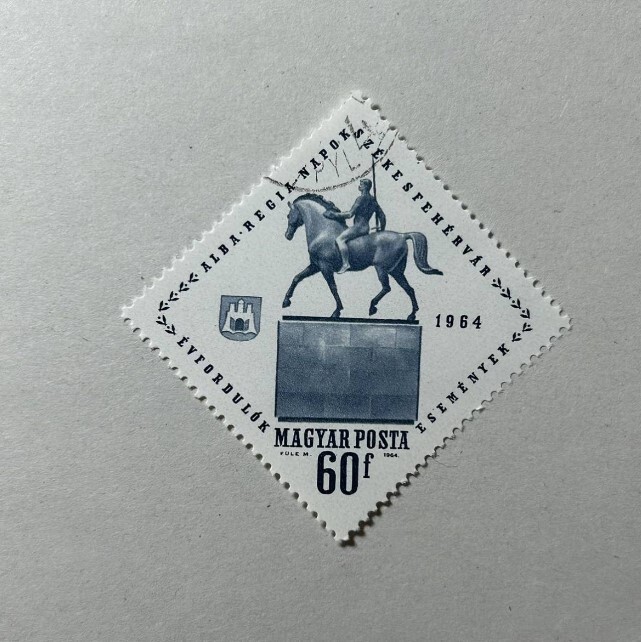 ALBA·REGIA·NAPOK
SZÉKESFEHÉRVÁR
1964
ÉVFORDULÓK
ESEMÉNYEK
MAGYAR POSTA
FÜLE M. 1964.
60f